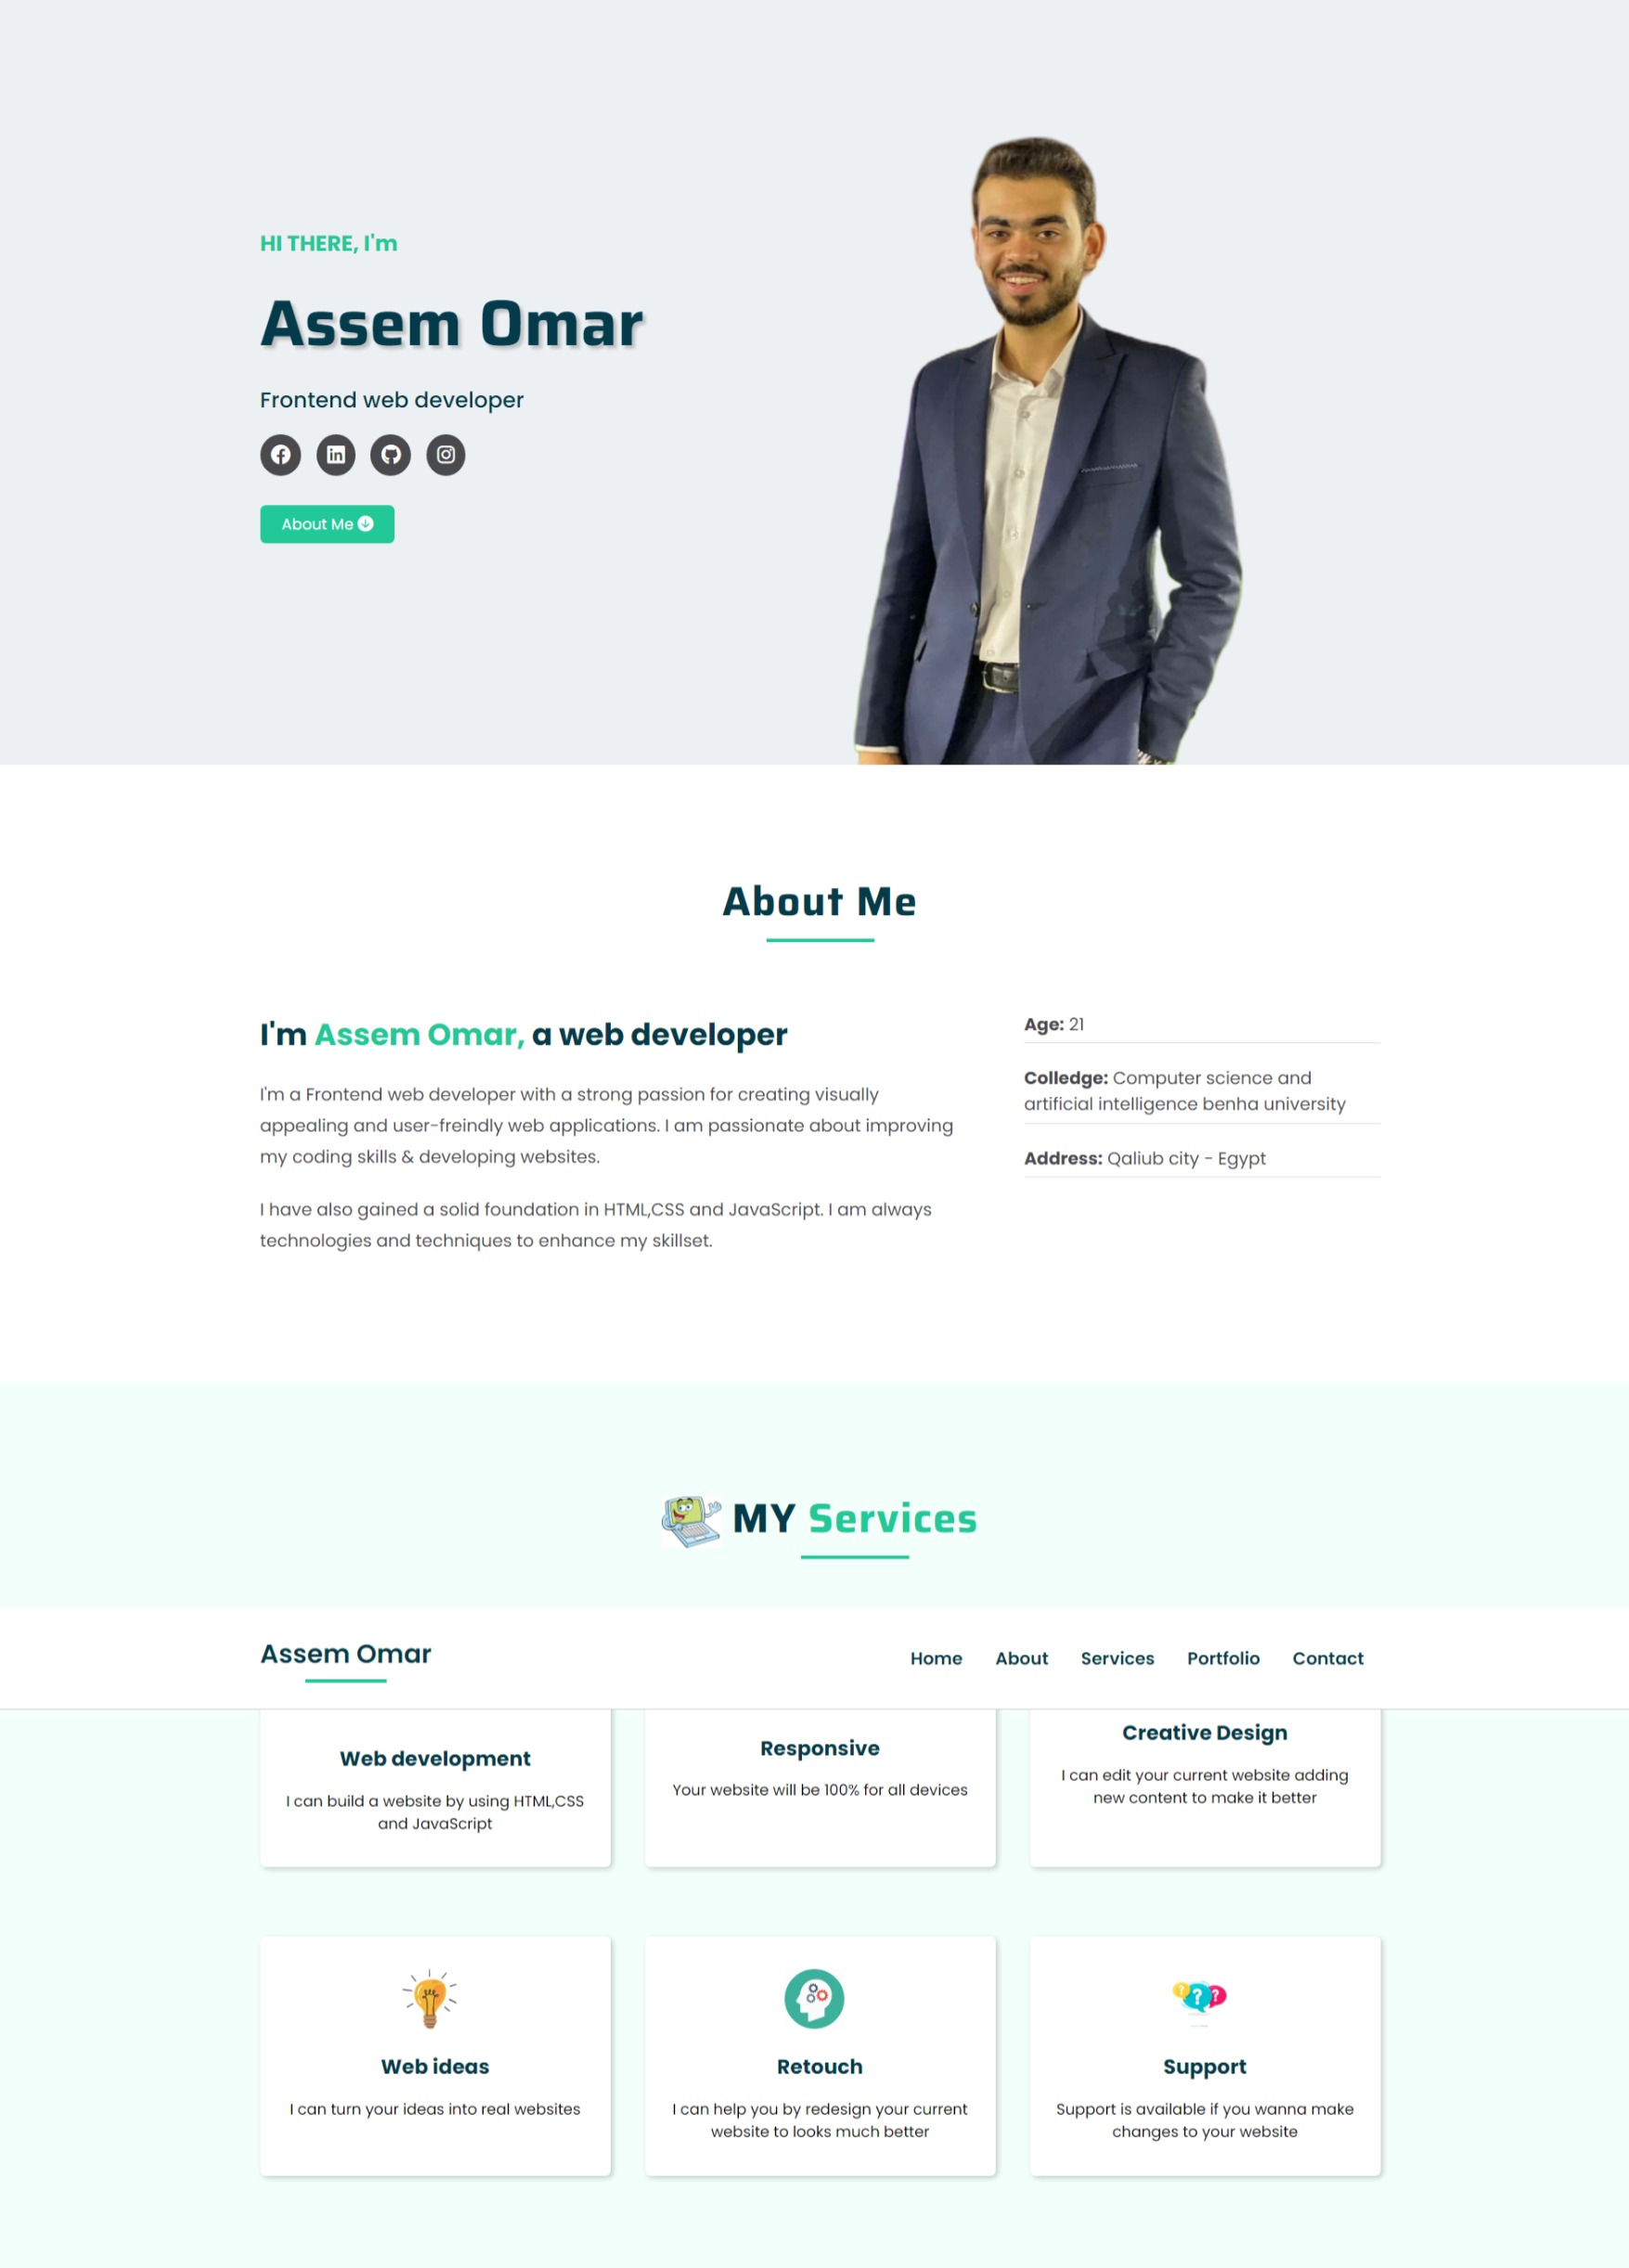 HI THERE, I'm
Assem Omar
Frontend web developer
About Me
About Me
I'm Assem Omar, a web developer
I'm a Frontend web developer with a strong passion for creating visually
appealing and user-freindly web applications. I am passionate about improving
my coding skills & developing websites.
I have also gained a solid foundation in HTML,CSS and JavaScript. I am always
technologies and techniques to enhance my skillset.
Age: 21
Colledge: Computer science and
artificial intelligence benha university
Address: Qaliub city - Egypt
MY Services
Assem Omar
Home About Services Portfolio Contact
Web development
I can build a website by using HTML,CSS
and JavaScript
Responsive
Your website will be 100% for all devices
Creative Design
I can edit your current website adding
new content to make it better
Web ideas
I can turn your ideas into real websites
Retouch
I can help you by redesign your current
website to looks much better
Support
Support is available if you wanna make
changes to your website